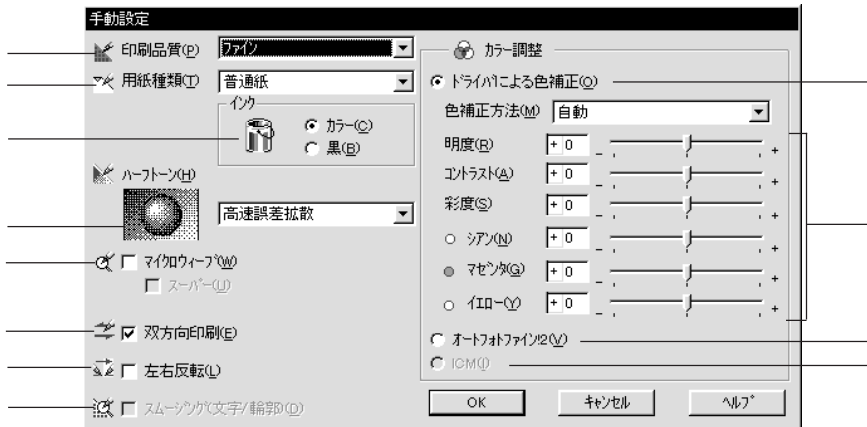 手動設定
印刷品質(P) ファイン
用紙種類(T) 普通紙
インク
カラー(C)
黒(B)
ハーフトーン(H)
高速誤差拡散
マイクロウィーブ(W)
スーパー(U)
双方向印刷(E)
左右反転(L)
スムージング(文字/輪郭)(D)
カラー調整
ドライバによる色補正(O)
色補正方法(M) 自動
明度(R) + 0 - +
コントラスト(A) + 0 - +
彩度(S) + 0 - +
シアン(N) + 0 - +
マゼンタ(G) + 0 - +
イエロー(Y) + 0 - +
オートフォトファイン!2(V)
ICM(I)
OK キャンセル ヘルプ